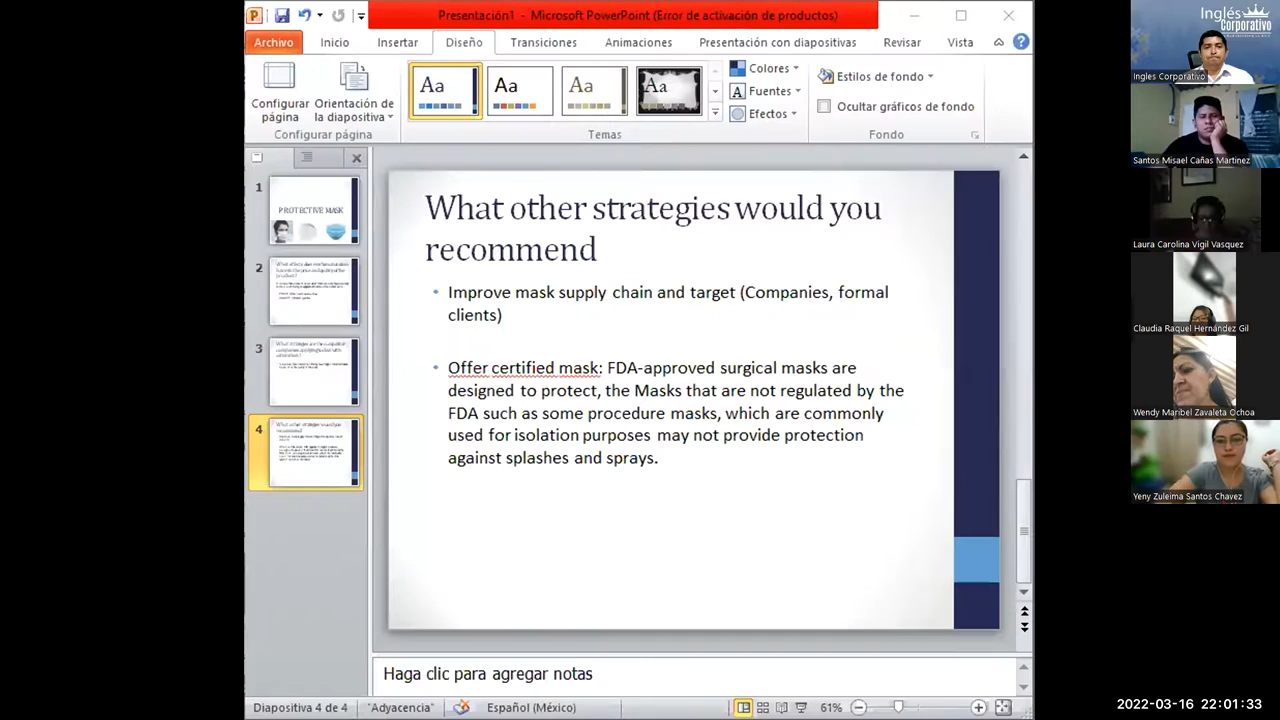 Presentación1 - Microsoft PowerPoint (Error de activación de productos)
Archivo Inicio Insertar Diseño Transiciones Animaciones Presentación con diapositivas Revisar Vista
Aa Aa Aa Aa
Configurar página
Orientación de la diapositiva
Colores
Fuentes
Efectos
Estilos de fondo
Ocultar gráficos de fondo
Configurar página Temas Fondo
1
PROTECTIVE MASK
2
3
4
What other strategies would you
recommend
• Improve mask supply chain and target(Companies, formal
clients)
• Offer certified mask: FDA-approved surgical masks are
designed to protect, the Masks that are not regulated by the
FDA such as some procedure masks, which are commonly
used for isolation purposes may not provide protection
against splashes and sprays.
Haga clic para agregar notas
Diapositiva 4 de 4 "Adyacencia" Español (México) 61%
Inglés
Corporativo
Ingles Corporativo
Santos Misael Cañas Martinez
Laura Carolina Vigil Vasquez
Claudia Raquel Hernández Gil
Wendy Maribel Zavaleta Ochoa
Yeny Zuleima Santos Chavez
2022-03-16 22:01:33